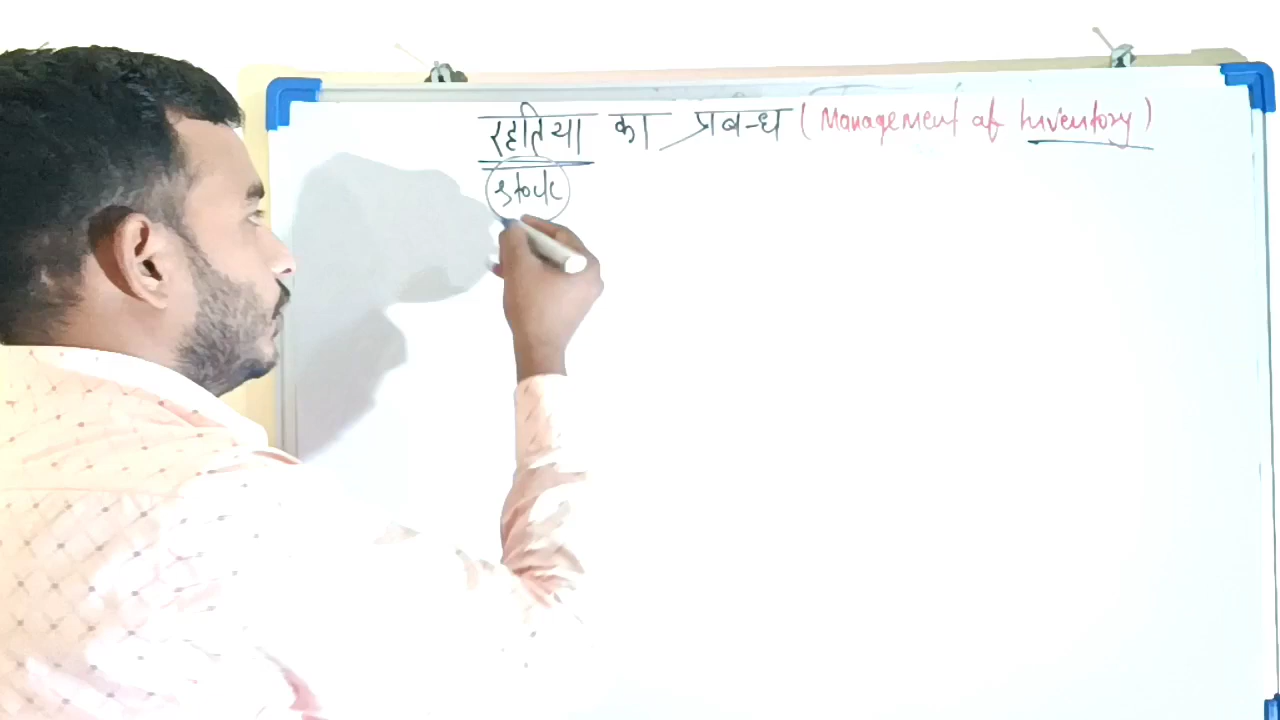 रहतिया का प्रबन्ध (Management of Inventory)
Stock